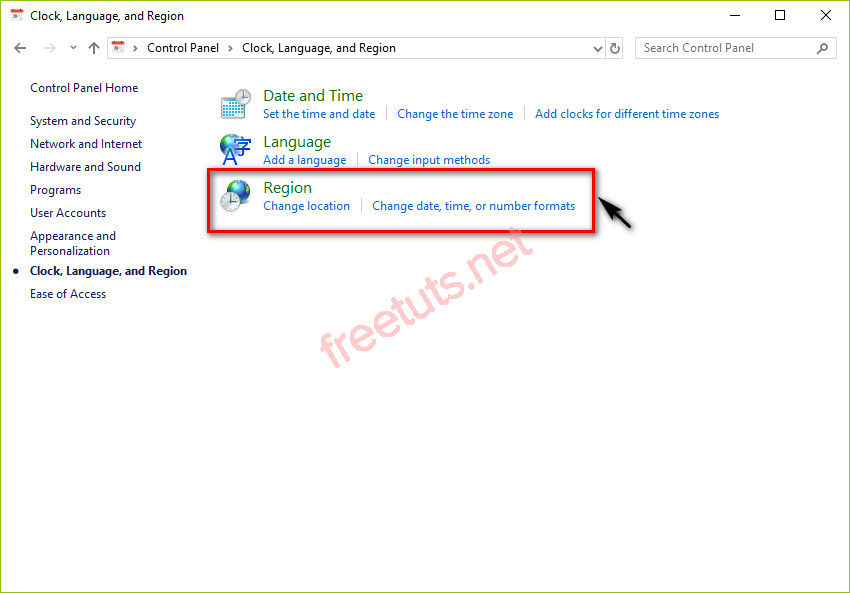 Clock, Language, and Region
Control Panel > Clock, Language, and Region
Search Control Panel
Control Panel Home
System and Security
Network and Internet
Hardware and Sound
Programs
User Accounts
Appearance and
Personalization
Clock, Language, and Region
Ease of Access
Date and Time
Set the time and date
Change the time zone
Add clocks for different time zones
Language
Add a language
Change input methods
Region
Change location
Change date, time, or number formats
freetuts.net